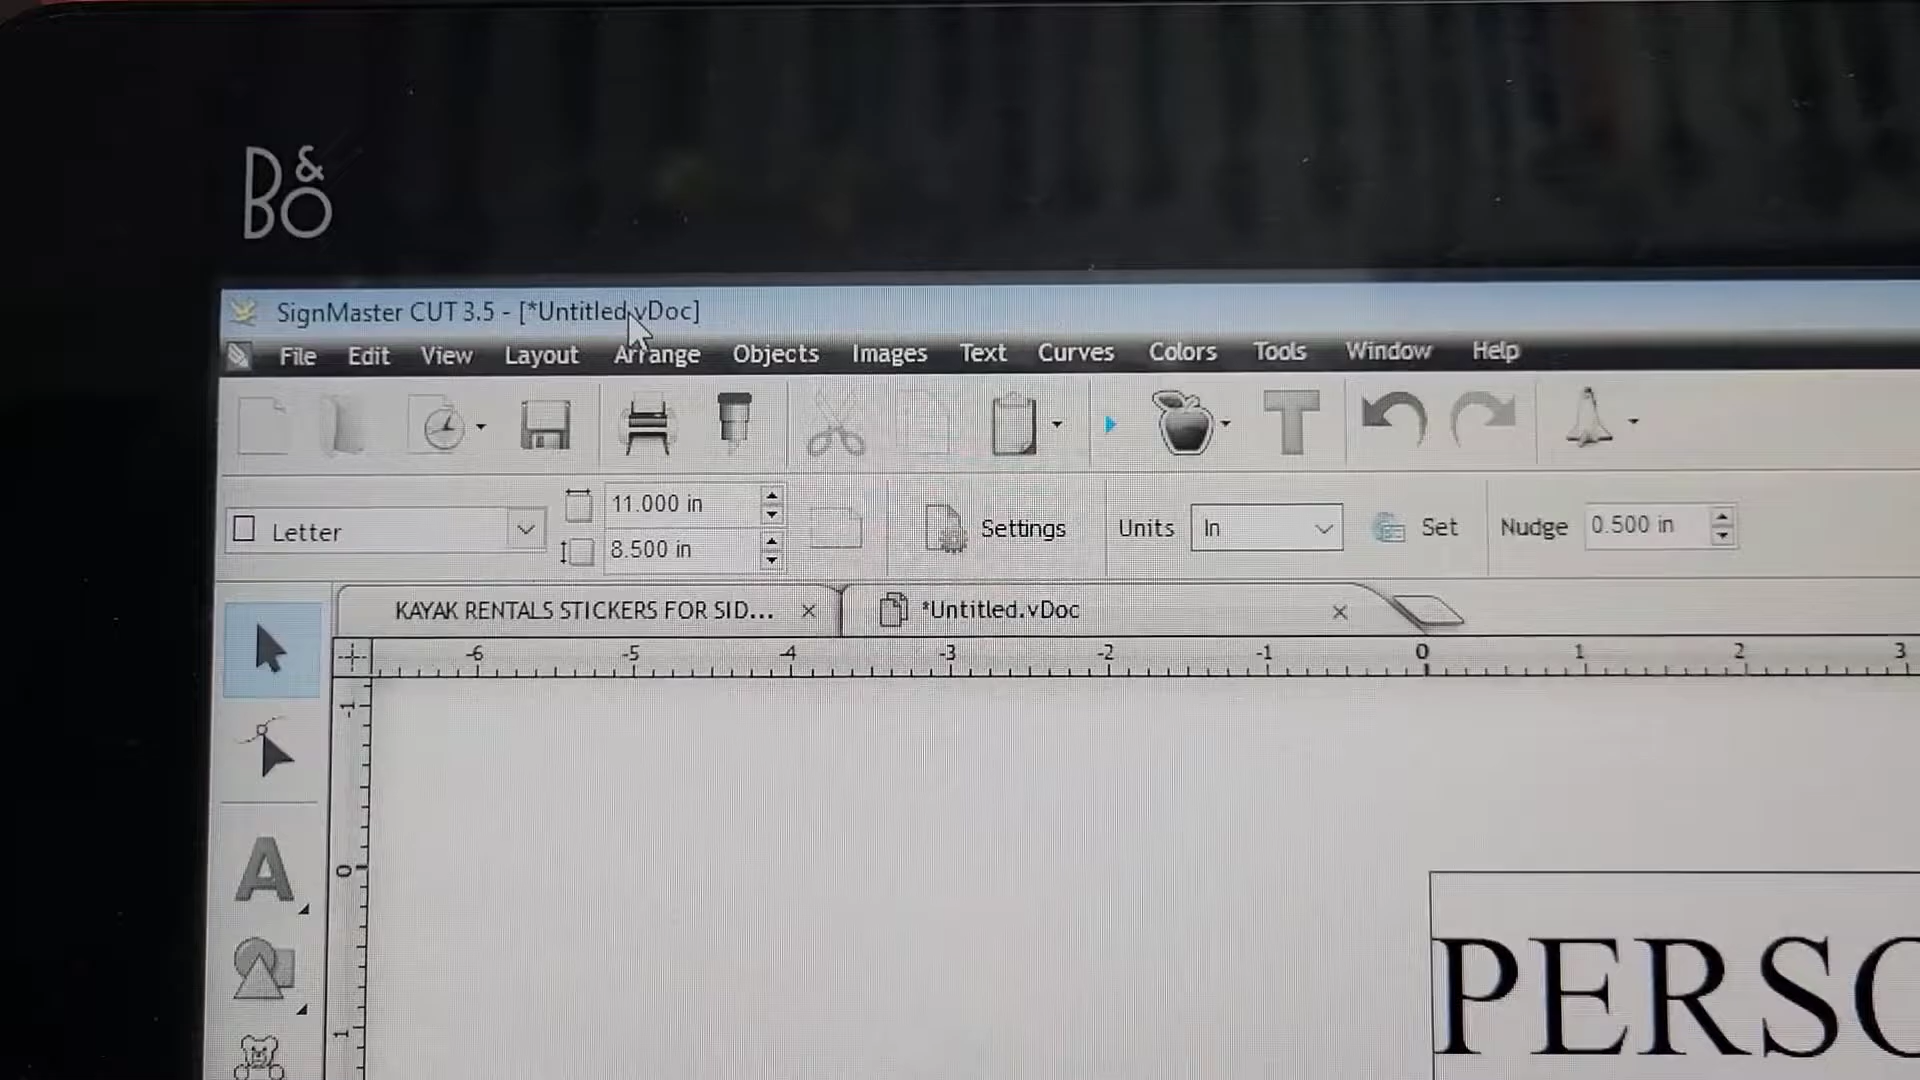 B&O
SignMaster CUT 3.5 - [*Untitled.vDoc]
File Edit View Layout Arrange Objects Images Text Curves Colors Tools Window Help
11.000 in
Letter Settings Units In Set Nudge 0.500 in
8.500 in
KAYAK RENTALS STICKERS FOR SID... *Untitled.vDoc
-6 -5 -4 -3 -2 -1 0 1 2 3
-1
0
A
1
PERSO